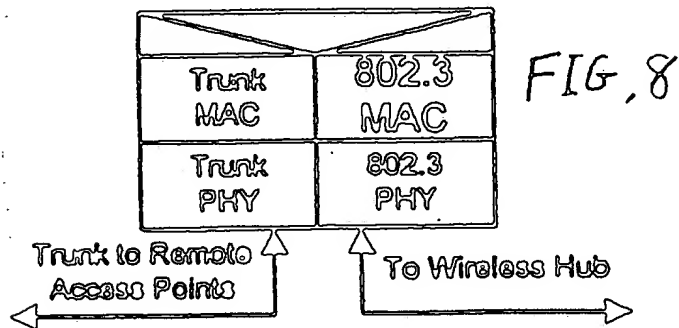 Trunk
MAC
802.3
MAC
FIG, 8
Trunk
PHY
802.3
PHY
Trunk to Remote
Access Points
To Wireless Hub